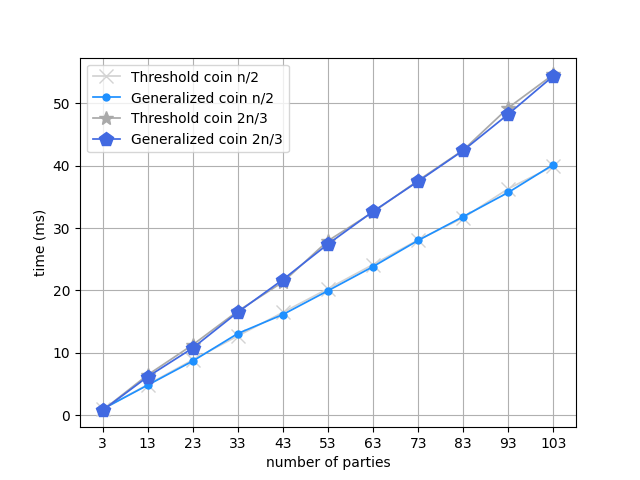 Threshold coin n/2
Generalized coin n/2
Threshold coin 2n/3
Generalized coin 2n/3
50
40
30
20
10
0
time (ms)
3 13 23 33 43 53 63 73 83 93 103
number of parties